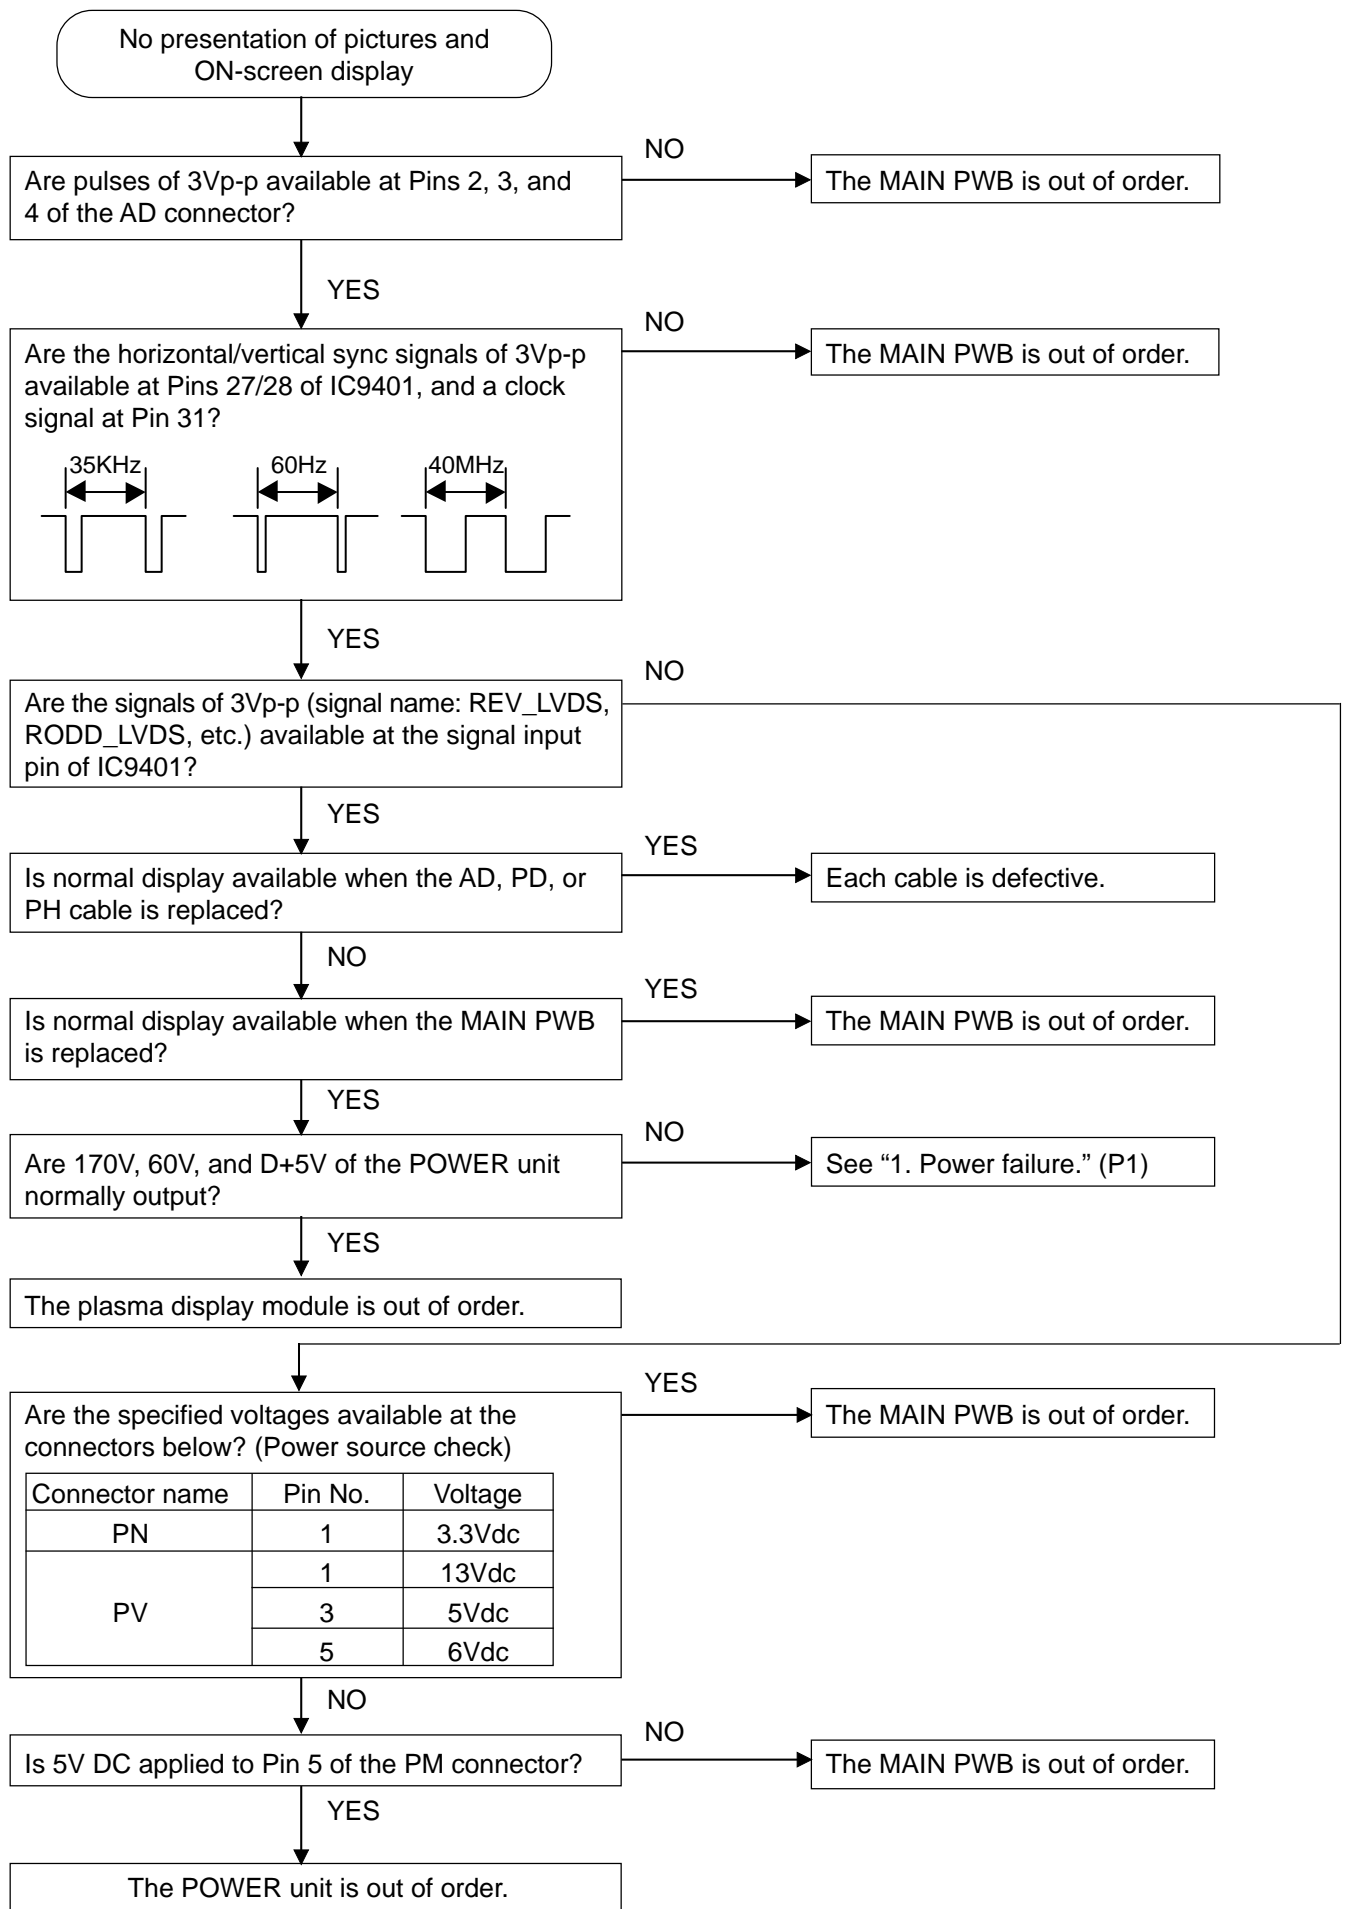 No presentation of pictures and
ON-screen display
NO
Are pulses of 3Vp-p available at Pins 2, 3, and
4 of the AD connector?
The MAIN PWB is out of order.
YES
NO
Are the horizontal/vertical sync signals of 3Vp-p
available at Pins 27/28 of IC9401, and a clock
signal at Pin 31?
The MAIN PWB is out of order.
35KHz 60Hz 40MHz
YES
NO
Are the signals of 3Vp-p (signal name: REV_LVDS,
RODD_LVDS, etc.) available at the signal input
pin of IC9401?
YES
YES
Is normal display available when the AD, PD, or
PH cable is replaced?
Each cable is defective.
NO
YES
Is normal display available when the MAIN PWB
is replaced?
The MAIN PWB is out of order.
YES
NO
Are 170V, 60V, and D+5V of the POWER unit
normally output?
See “1. Power failure.” (P1)
YES
The plasma display module is out of order.
YES
Are the specified voltages available at the
connectors below? (Power source check)
The MAIN PWB is out of order.
Connector name Pin No. Voltage
PN 1 3.3Vdc
1 13Vdc
PV 3 5Vdc
5 6Vdc
NO
NO
Is 5V DC applied to Pin 5 of the PM connector?
The MAIN PWB is out of order.
YES
The POWER unit is out of order.